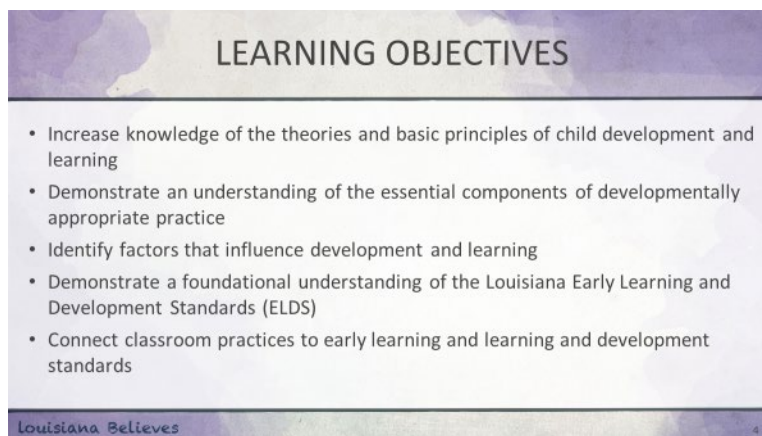 LEARNING OBJECTIVES
• Increase knowledge of the theories and basic principles of child development and
learning
• Demonstrate an understanding of the essential components of developmentally
appropriate practice
• Identify factors that influence development and learning
• Demonstrate a foundational understanding of the Louisiana Early Learning and
Development Standards (ELDS)
• Connect classroom practices to early learning and learning and development
standards
Louisiana Believes
4